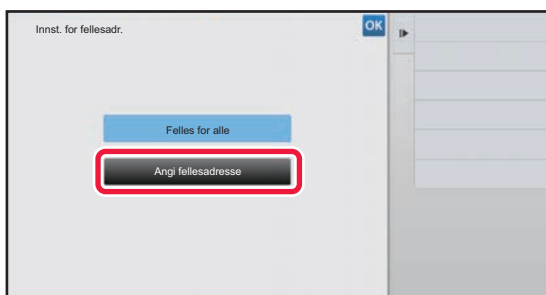 Innst. for fellesadr.
OK
Felles for alle
Angi fellesadresse